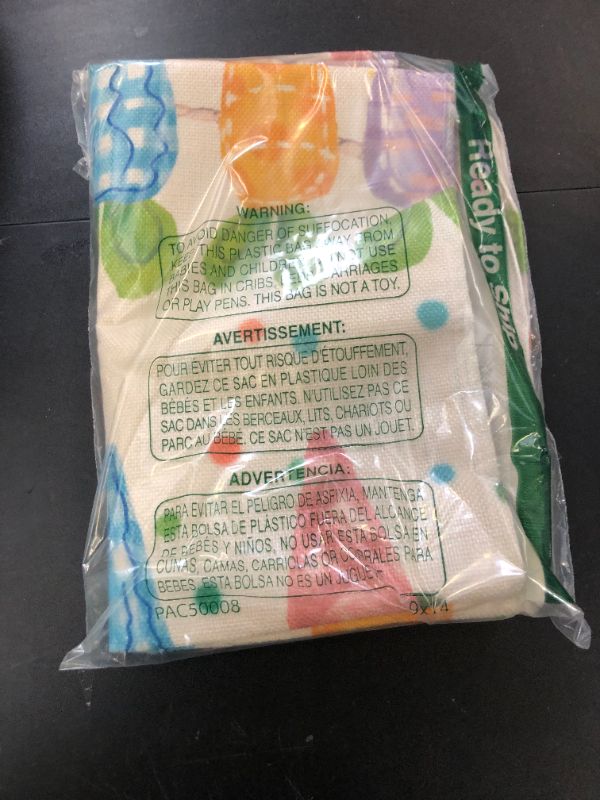 WARNING:
TO AVOID DANGER OF SUFFOCATION,
KEEP THIS PLASTIC BAG AWAY FROM
BABIES AND CHILDREN. DO NOT USE
THIS BAG IN CRIBS, BEDS, CARRIAGES
OR PLAY PENS. THIS BAG IS NOT A TOY.
AVERTISSEMENT:
POUR ÉVITER TOUT RISQUE D'ÉTOUFFEMENT,
GARDEZ CE SAC EN PLASTIQUE LOIN DES
BÉBÉS ET LES ENFANTS. N'UTILISEZ PAS CE
SAC DANS LES BERCEAUX, LITS, CHARIOTS OU
PARC AU BÉBÉ. CE SAC N'EST PAS UN JOUET.
ADVERTENCIA:
PARA EVITAR EL PELIGRO DE ASFIXIA, MANTENGA
ESTA BOLSA DE PLÁSTICO FUERA DEL ALCANCE
DE BEBES Y NIÑOS, NO USAR ESTA BOLSA EN
CUNAS, CAMAS, CARRIOLAS OR CORRALES PARA
BEBES. ESTA BOLSA NO ES UN JUGUETE.
PAC50008 9x14
Ready to Ship